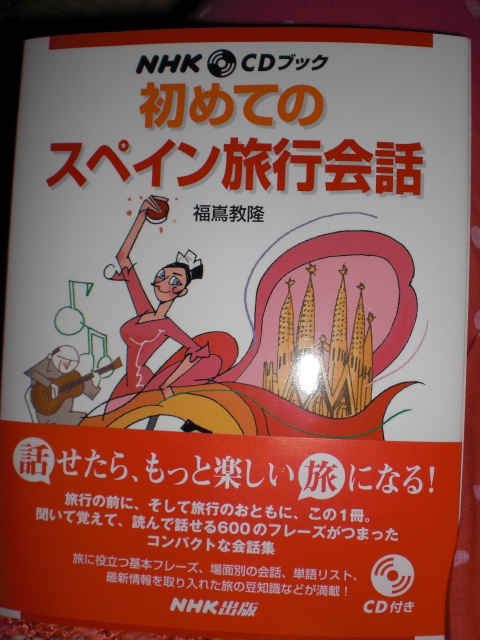 NHK CDブック
初めての
スペイン旅行会話
福嶌教隆
話せたら、もっと楽しい旅になる!
旅行の前に、そして旅行のおともに、この1冊。
聞いて覚えて、読んで話せる600のフレーズがつまった
コンパクトな会話集
旅に役立つ基本フレーズ、場面別の会話、単語リスト、
最新情報を取り入れた旅の豆知識などが満載!
CD付き
NHK出版